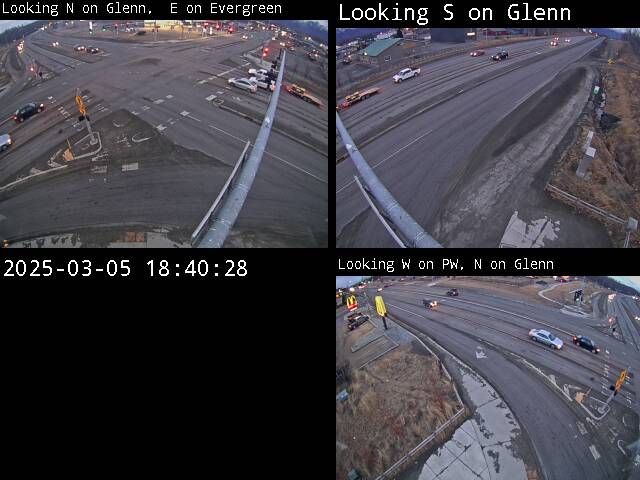 Looking N on Glenn,  E on Evergreen
Looking S on Glenn
2025-03-05 18:40:28
Looking W on PW, N on Glenn